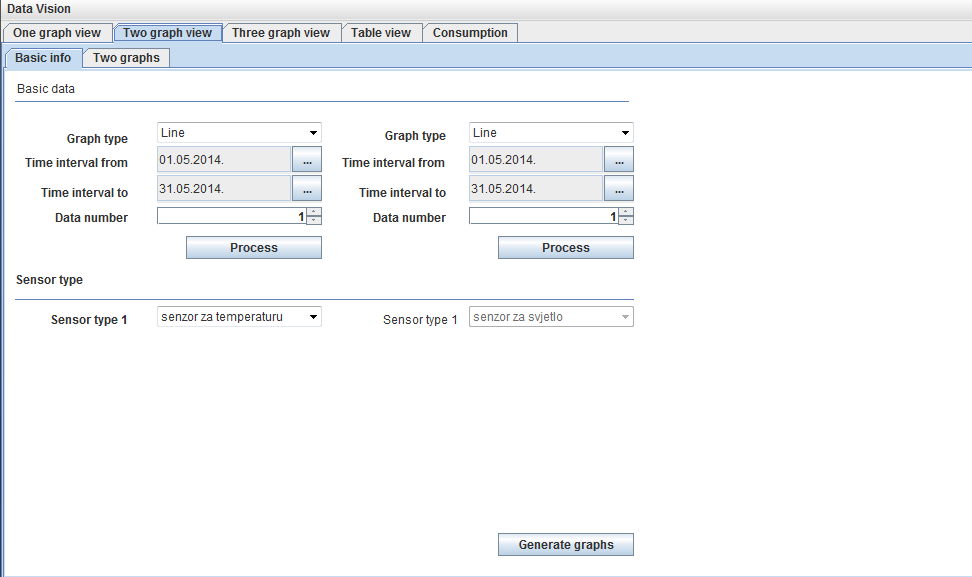 Data Vision
One graph view Two graph view Three graph view Table view Consumption
Basic info Two graphs
Basic data
Graph type Line Graph type Line
Time interval from 01.05.2014. ... Time interval from 01.05.2014. ...
Time interval to 31.05.2014. ... Time interval to 31.05.2014. ...
Data number 1 Data number 1
Process Process
Sensor type
Sensor type 1 senzor za temperaturu Sensor type 1 senzor za svjetlo
Generate graphs